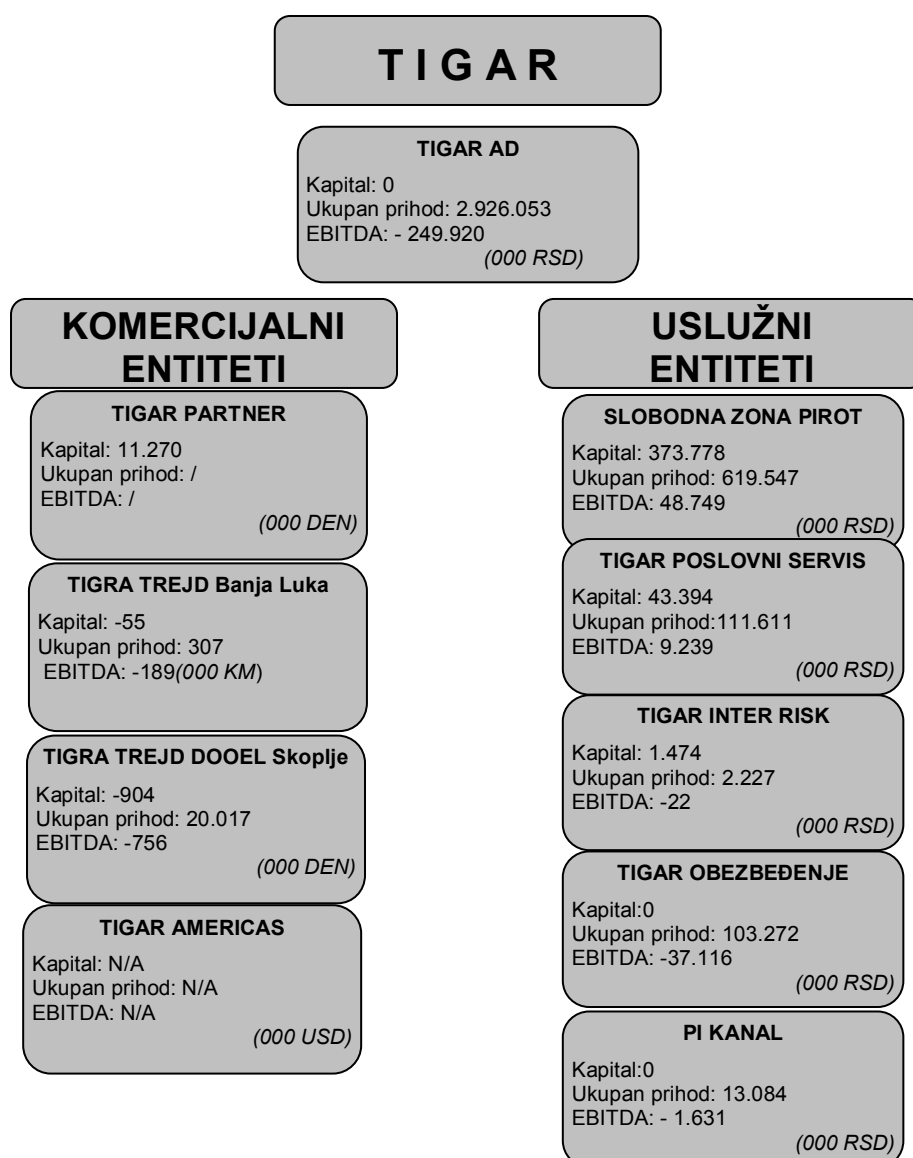 T I G A R
TIGAR AD
Kapital: 0
Ukupan prihod: 2.926.053
EBITDA: - 249.920
(000 RSD)
KOMERCIJALNI
ENTITETI
TIGAR PARTNER
Kapital: 11.270
Ukupan prihod: /
EBITDA: /
(000 DEN)
TIGRA TREJD Banja Luka
Kapital: -55
Ukupan prihod: 307
EBITDA: -189(000 KM)
TIGRA TREJD DOOEL Skoplje
Kapital: -904
Ukupan prihod: 20.017
EBITDA: -756
(000 DEN)
TIGAR AMERICAS
Kapital: N/A
Ukupan prihod: N/A
EBITDA: N/A
(000 USD)
USLUŽNI
ENTITETI
SLOBODNA ZONA PIROT
Kapital: 373.778
Ukupan prihod: 619.547
EBITDA: 48.749
(000 RSD)
TIGAR POSLOVNI SERVIS
Kapital: 43.394
Ukupan prihod:111.611
EBITDA: 9.239
(000 RSD)
TIGAR INTER RISK
Kapital: 1.474
Ukupan prihod: 2.227
EBITDA: -22
(000 RSD)
TIGAR OBEZBEĐENJE
Kapital:0
Ukupan prihod: 103.272
EBITDA: -37.116
(000 RSD)
PI KANAL
Kapital:0
Ukupan prihod: 13.084
EBITDA: - 1.631
(000 RSD)